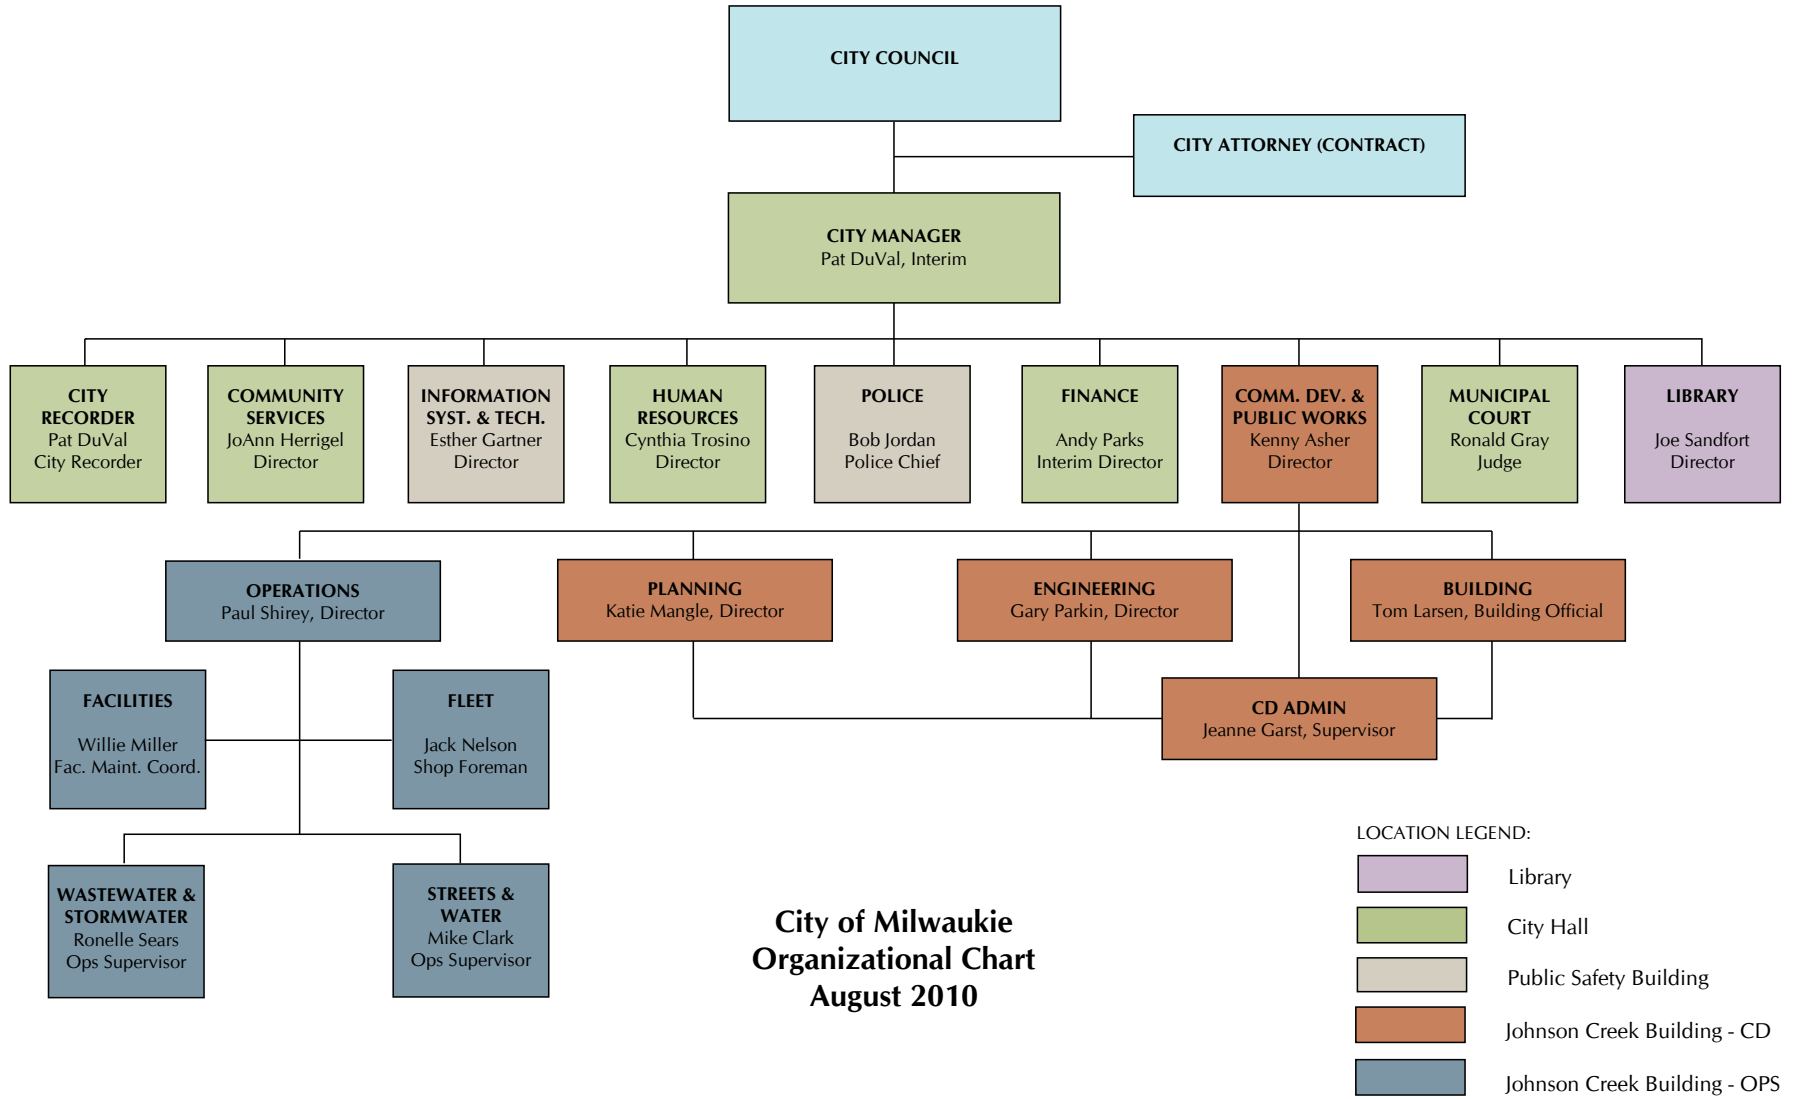 CITY COUNCIL
CITY ATTORNEY (CONTRACT)
CITY MANAGER
Pat DuVal, Interim
CITY
RECORDER
Pat DuVal
City Recorder
COMMUNITY
SERVICES
JoAnn Herrigel
Director
INFORMATION
SYST. & TECH.
Esther Gartner
Director
HUMAN
RESOURCES
Cynthia Trosino
Director
POLICE
Bob Jordan
Police Chief
FINANCE
Andy Parks
Interim Director
COMM. DEV. &
PUBLIC WORKS
Kenny Asher
Director
MUNICIPAL
COURT
Ronald Gray
Judge
LIBRARY
Joe Sandfort
Director
OPERATIONS
Paul Shirey, Director
PLANNING
Katie Mangle, Director
ENGINEERING
Gary Parkin, Director
BUILDING
Tom Larsen, Building Official
FACILITIES
Willie Miller
Fac. Maint. Coord.
FLEET
Jack Nelson
Shop Foreman
CD ADMIN
Jeanne Garst, Supervisor
WASTEWATER &
STORMWATER
Ronelle Sears
Ops Supervisor
STREETS &
WATER
Mike Clark
Ops Supervisor
City of Milwaukie
Organizational Chart
August 2010
LOCATION LEGEND:
Library
City Hall
Public Safety Building
Johnson Creek Building - CD
Johnson Creek Building - OPS